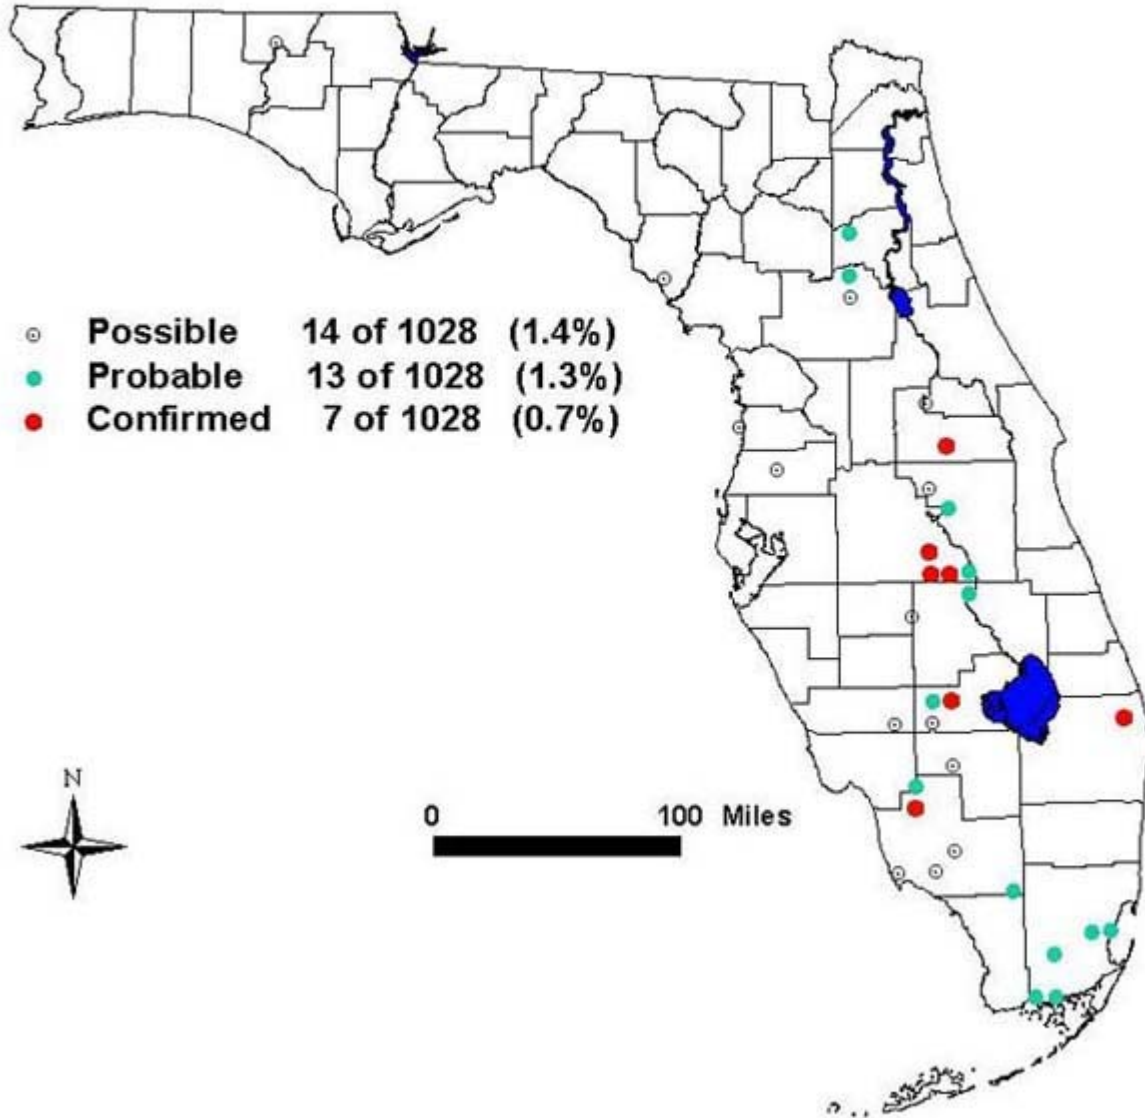 Possible 14 of 1028 (1.4%)
Probable 13 of 1028 (1.3%)
Confirmed 7 of 1028 (0.7%)
N
0 100 Miles